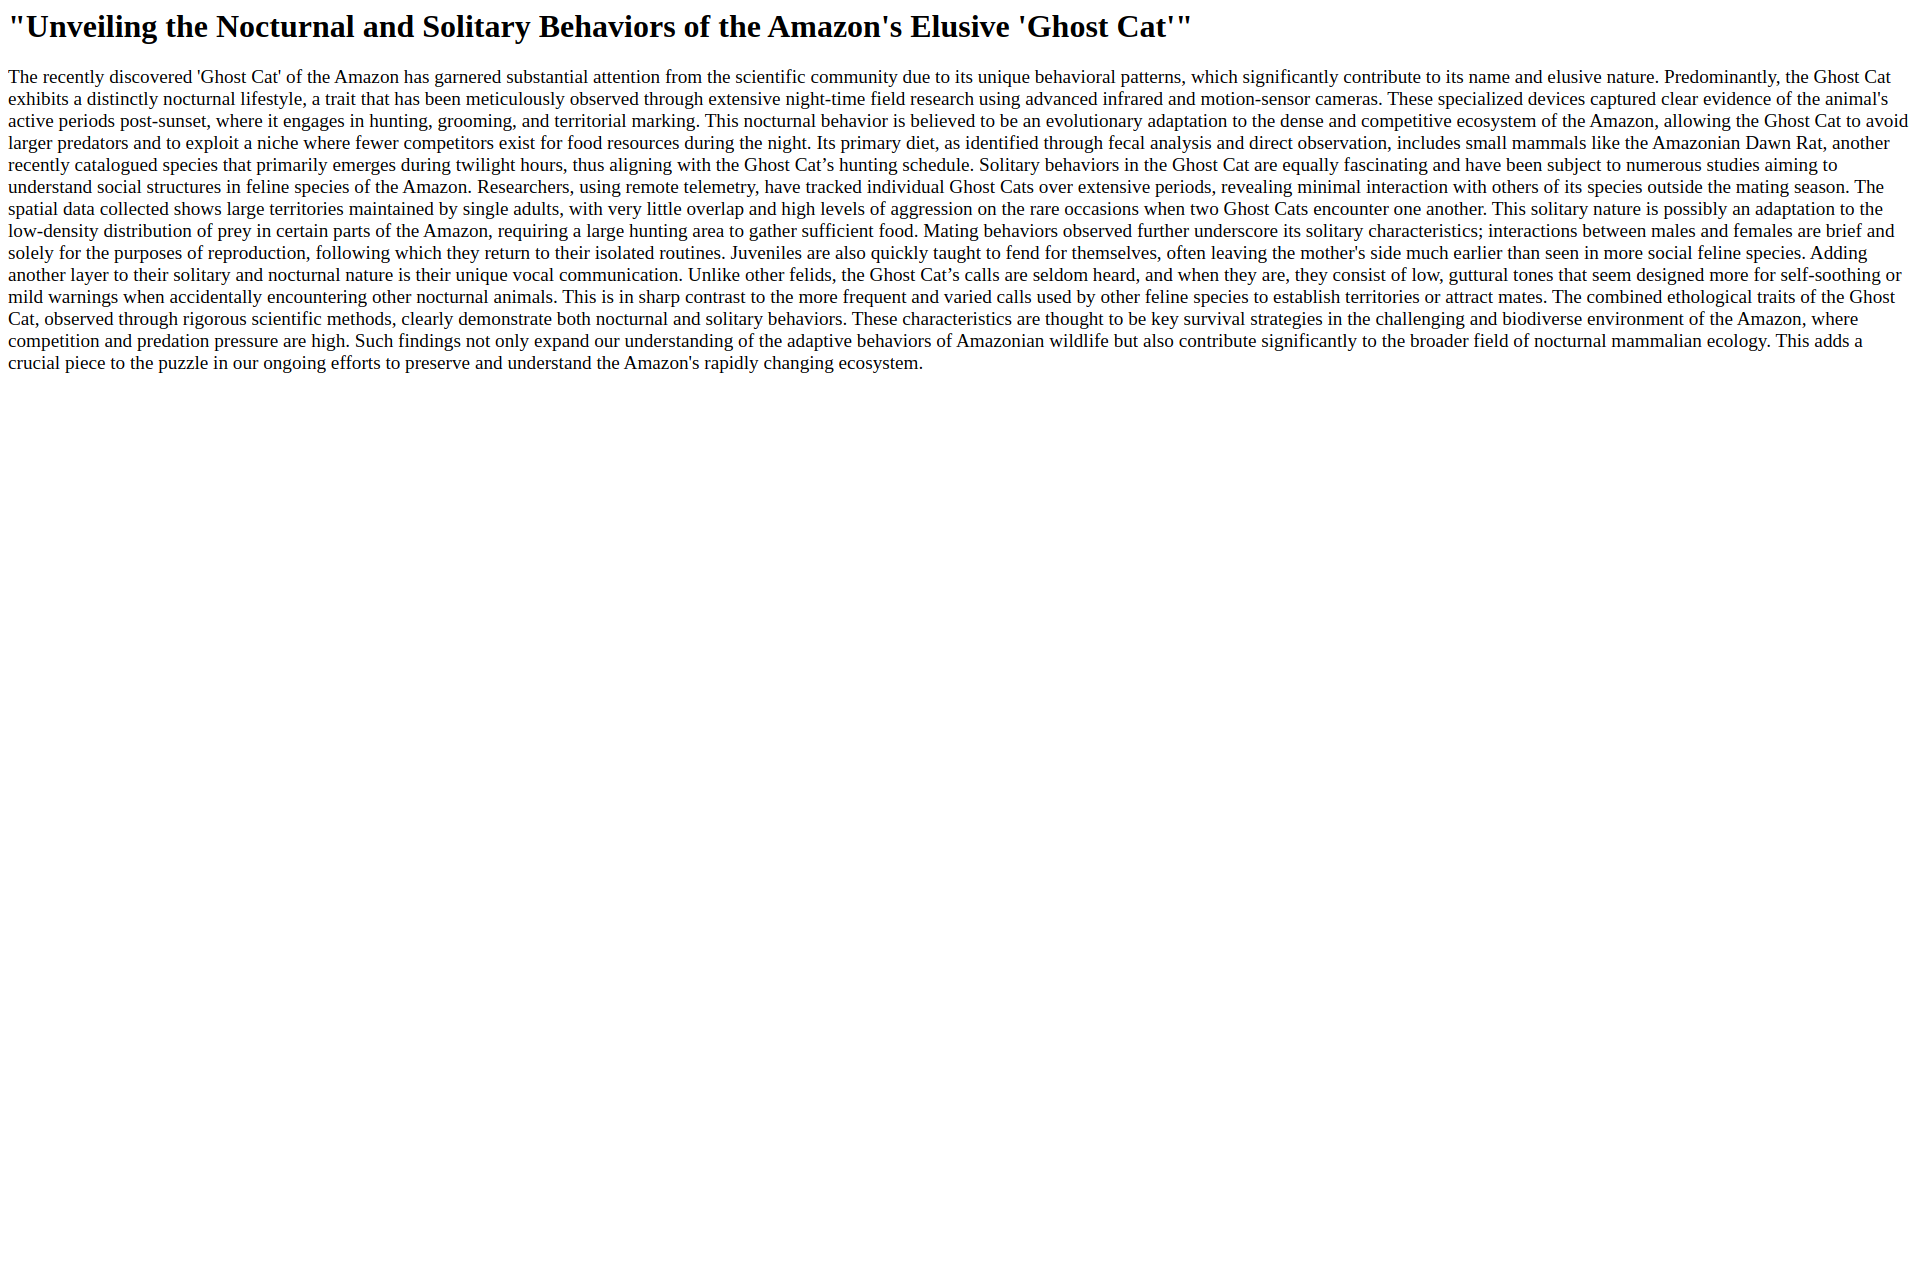 "Unveiling the Nocturnal and Solitary Behaviors of the Amazon's Elusive 'Ghost Cat'"
The recently discovered 'Ghost Cat' of the Amazon has garnered substantial attention from the scientific community due to its unique behavioral patterns, which significantly contribute to its name and elusive nature. Predominantly, the Ghost Cat
exhibits a distinctly nocturnal lifestyle, a trait that has been meticulously observed through extensive night-time field research using advanced infrared and motion-sensor cameras. These specialized devices captured clear evidence of the animal's
active periods post-sunset, where it engages in hunting, grooming, and territorial marking. This nocturnal behavior is believed to be an evolutionary adaptation to the dense and competitive ecosystem of the Amazon, allowing the Ghost Cat to avoid
larger predators and to exploit a niche where fewer competitors exist for food resources during the night. Its primary diet, as identified through fecal analysis and direct observation, includes small mammals like the Amazonian Dawn Rat, another
recently catalogued species that primarily emerges during twilight hours, thus aligning with the Ghost Cat’s hunting schedule. Solitary behaviors in the Ghost Cat are equally fascinating and have been subject to numerous studies aiming to
understand social structures in feline species of the Amazon. Researchers, using remote telemetry, have tracked individual Ghost Cats over extensive periods, revealing minimal interaction with others of its species outside the mating season. The
spatial data collected shows large territories maintained by single adults, with very little overlap and high levels of aggression on the rare occasions when two Ghost Cats encounter one another. This solitary nature is possibly an adaptation to the
low-density distribution of prey in certain parts of the Amazon, requiring a large hunting area to gather sufficient food. Mating behaviors observed further underscore its solitary characteristics; interactions between males and females are brief and
solely for the purposes of reproduction, following which they return to their isolated routines. Juveniles are also quickly taught to fend for themselves, often leaving the mother's side much earlier than seen in more social feline species. Adding
another layer to their solitary and nocturnal nature is their unique vocal communication. Unlike other felids, the Ghost Cat’s calls are seldom heard, and when they are, they consist of low, guttural tones that seem designed more for self-soothing or
mild warnings when accidentally encountering other nocturnal animals. This is in sharp contrast to the more frequent and varied calls used by other feline species to establish territories or attract mates. The combined ethological traits of the Ghost
Cat, observed through rigorous scientific methods, clearly demonstrate both nocturnal and solitary behaviors. These characteristics are thought to be key survival strategies in the challenging and biodiverse environment of the Amazon, where
competition and predation pressure are high. Such findings not only expand our understanding of the adaptive behaviors of Amazonian wildlife but also contribute significantly to the broader field of nocturnal mammalian ecology. This adds a
crucial piece to the puzzle in our ongoing efforts to preserve and understand the Amazon's rapidly changing ecosystem.